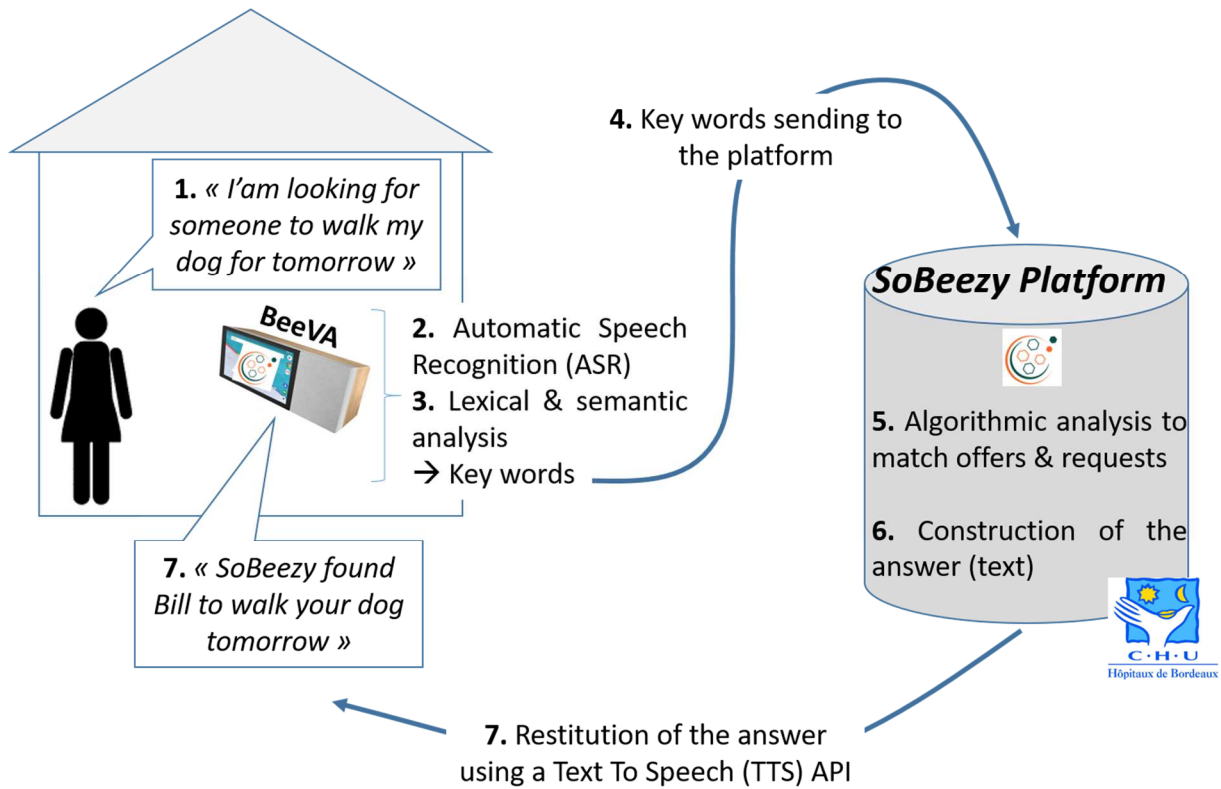 1. « I'am looking for
someone to walk my
dog for tomorrow »
BeeVA
2. Automatic Speech
Recognition (ASR)
3. Lexical & semantic
analysis
→ Key words
4. Key words sending to
the platform
SoBeezy Platform
5. Algorithmic analysis to
match offers & requests
6. Construction of the
answer (text)
C·H·U
Hôpitaux de Bordeaux
7. Restitution of the answer
using a Text To Speech (TTS) API
7. « SoBeezy found
Bill to walk your dog
tomorrow »